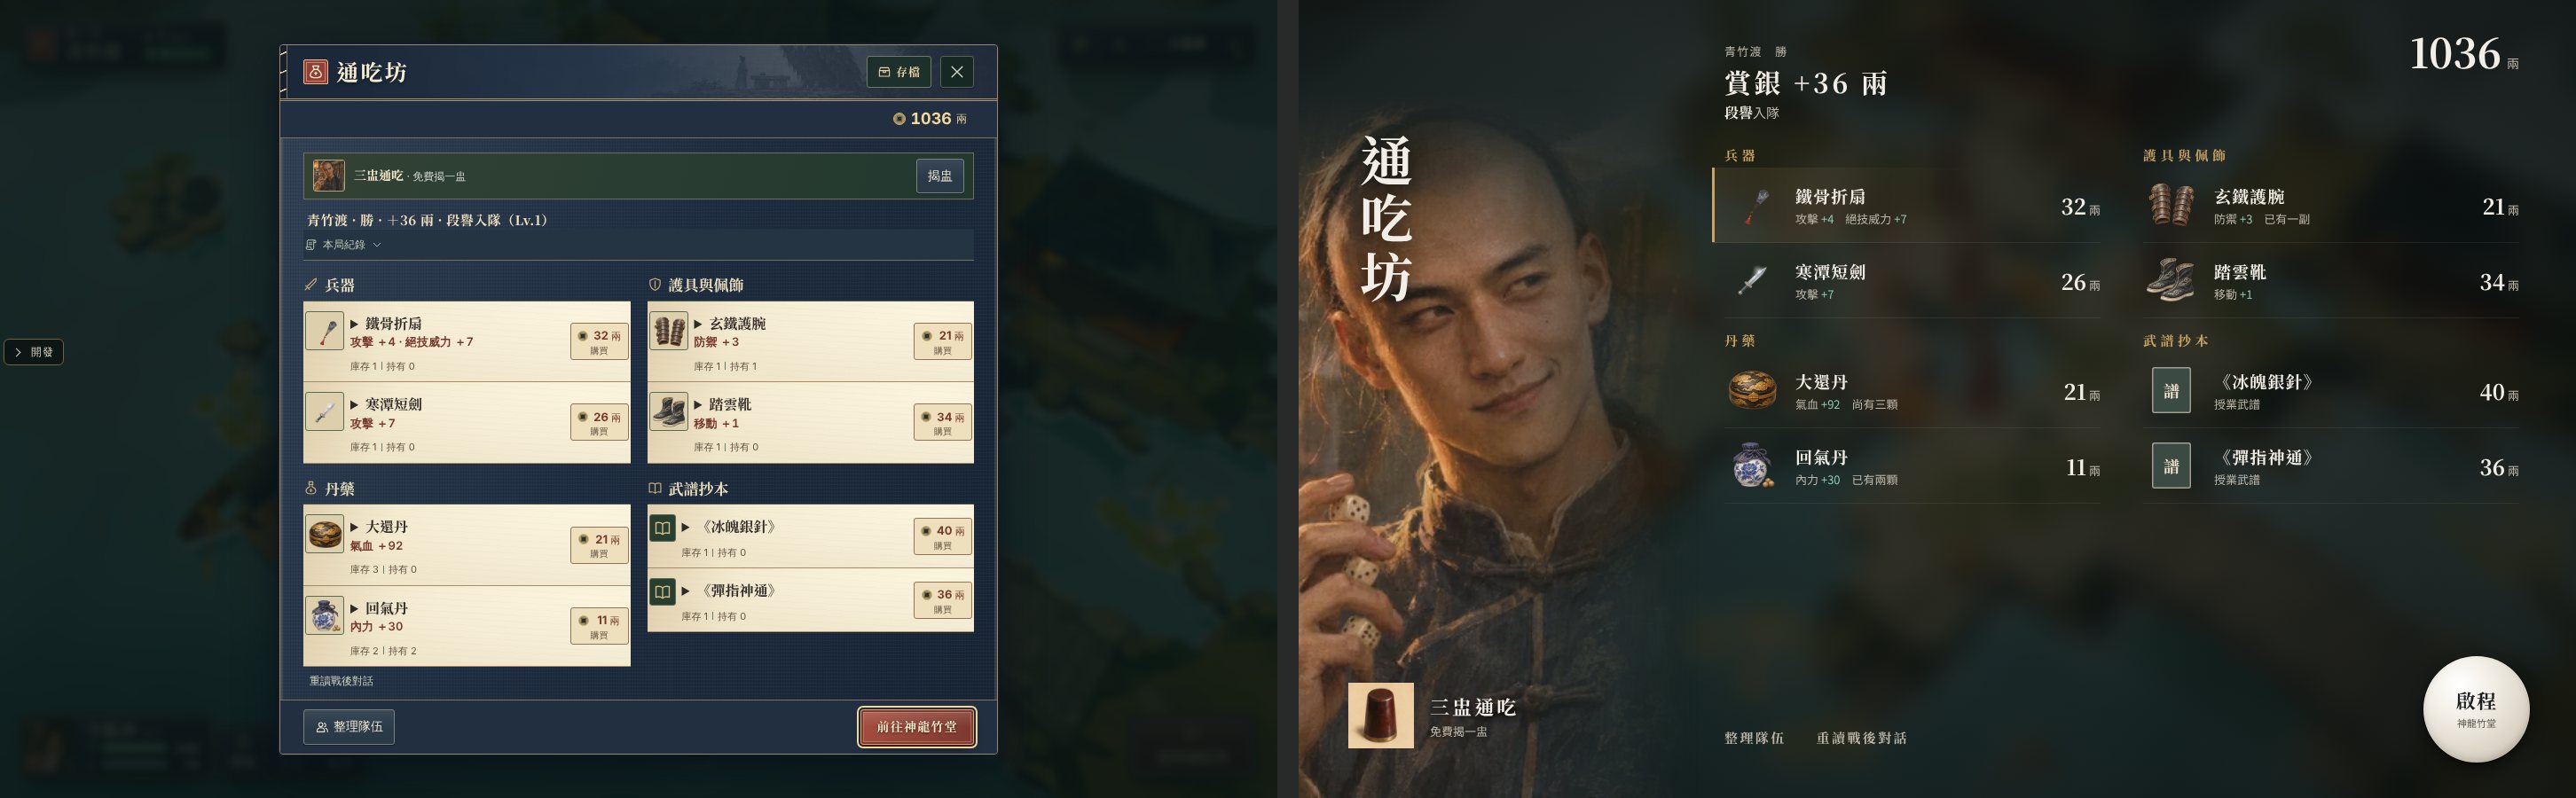 通吃坊
存檔
1036 兩
三盅通吃 · 免費揭一盅
揭盅
青竹渡 · 勝 · +36 兩 · 段譽入隊（Lv.1）
本局紀錄
兵器
鐵骨折扇
攻擊 +4 · 絕技威力 +7
庫存 1 | 持有 0
32 兩
購買
寒潭短劍
攻擊 +7
庫存 1 | 持有 0
26 兩
購買
護具與佩飾
玄鐵護腕
防禦 +3
庫存 1 | 持有 1
21 兩
購買
踏雲靴
移動 +1
庫存 1 | 持有 0
34 兩
購買
丹藥
大還丹
氣血 +92
庫存 3 | 持有 0
21 兩
購買
回氣丹
內力 +30
庫存 2 | 持有 2
11 兩
購買
武譜抄本
《冰魄銀針》
庫存 1 | 持有 0
40 兩
購買
《彈指神通》
庫存 1 | 持有 0
36 兩
購買
重讀戰後對話
整理隊伍
前往神龍竹堂
開發
通吃坊
三盅通吃
免費揭一盅
青竹渡 勝
賞銀 +36 兩
段譽入隊
1036 兩
兵器
鐵骨折扇
攻擊 +4 絕技威力 +7
32 兩
寒潭短劍
攻擊 +7
26 兩
護具與佩飾
玄鐵護腕
防禦 +3 已有一副
21 兩
踏雲靴
移動 +1
34 兩
丹藥
大還丹
氣血 +92 尚有三顆
21 兩
回氣丹
內力 +30 已有兩顆
11 兩
武譜抄本
譜
《冰魄銀針》
授業武譜
40 兩
譜
《彈指神通》
授業武譜
36 兩
整理隊伍
重讀戰後對話
啟程
神龍竹堂